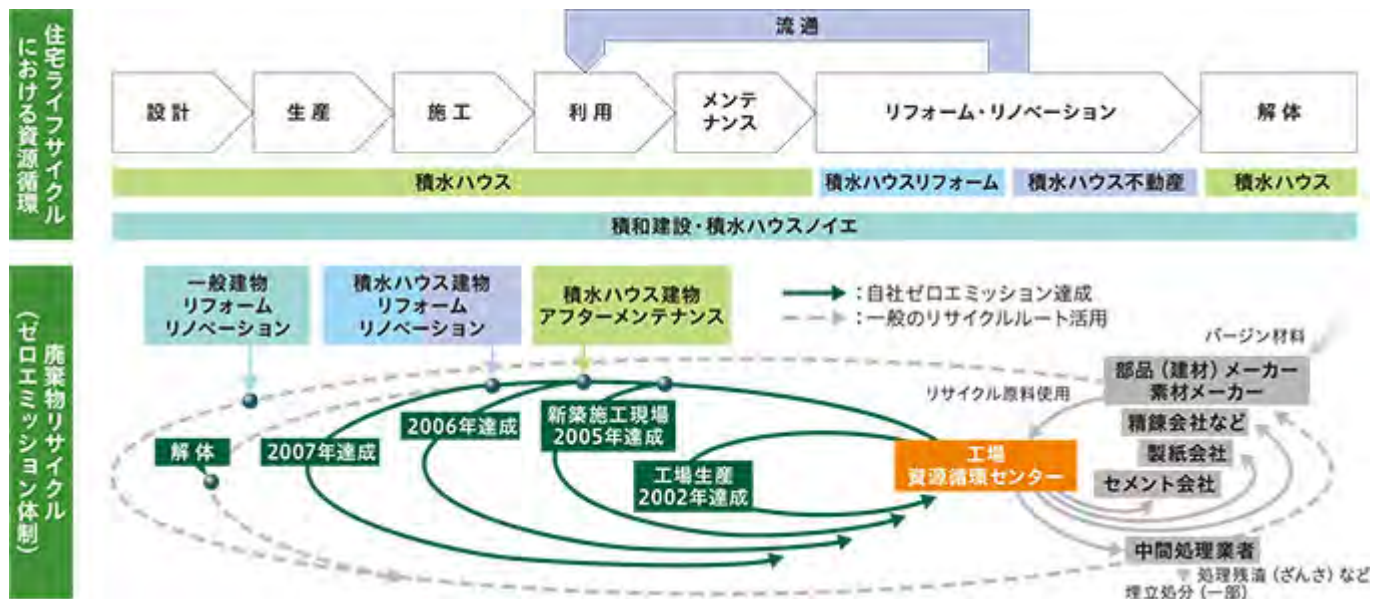 住宅ライフサイクル
における資源循環
流通
設計
生産
施工
利用
メンテ
ナンス
リフォーム・リノベーション
解体
積水ハウス
積水ハウスリフォーム
積水ハウス不動産
積水ハウス
積和建設・積水ハウスノイエ
廃棄物リサイクル
(ゼロエミッション体制)
一般建物
リフォーム
リノベーション
積水ハウス建物
リフォーム
リノベーション
積水ハウス建物
アフターメンテナンス
:自社ゼロエミッション達成
:一般のリサイクルルート活用
解体
2007年達成
2006年達成
新築施工現場
2005年達成
工場生産
2002年達成
工場
資源循環センター
リサイクル原料使用
バージン材料
部品(建材)メーカー
素材メーカー
精錬会社など
製紙会社
セメント会社
中間処理業者
処理残渣(ざんさ)など
埋立処分(一部)